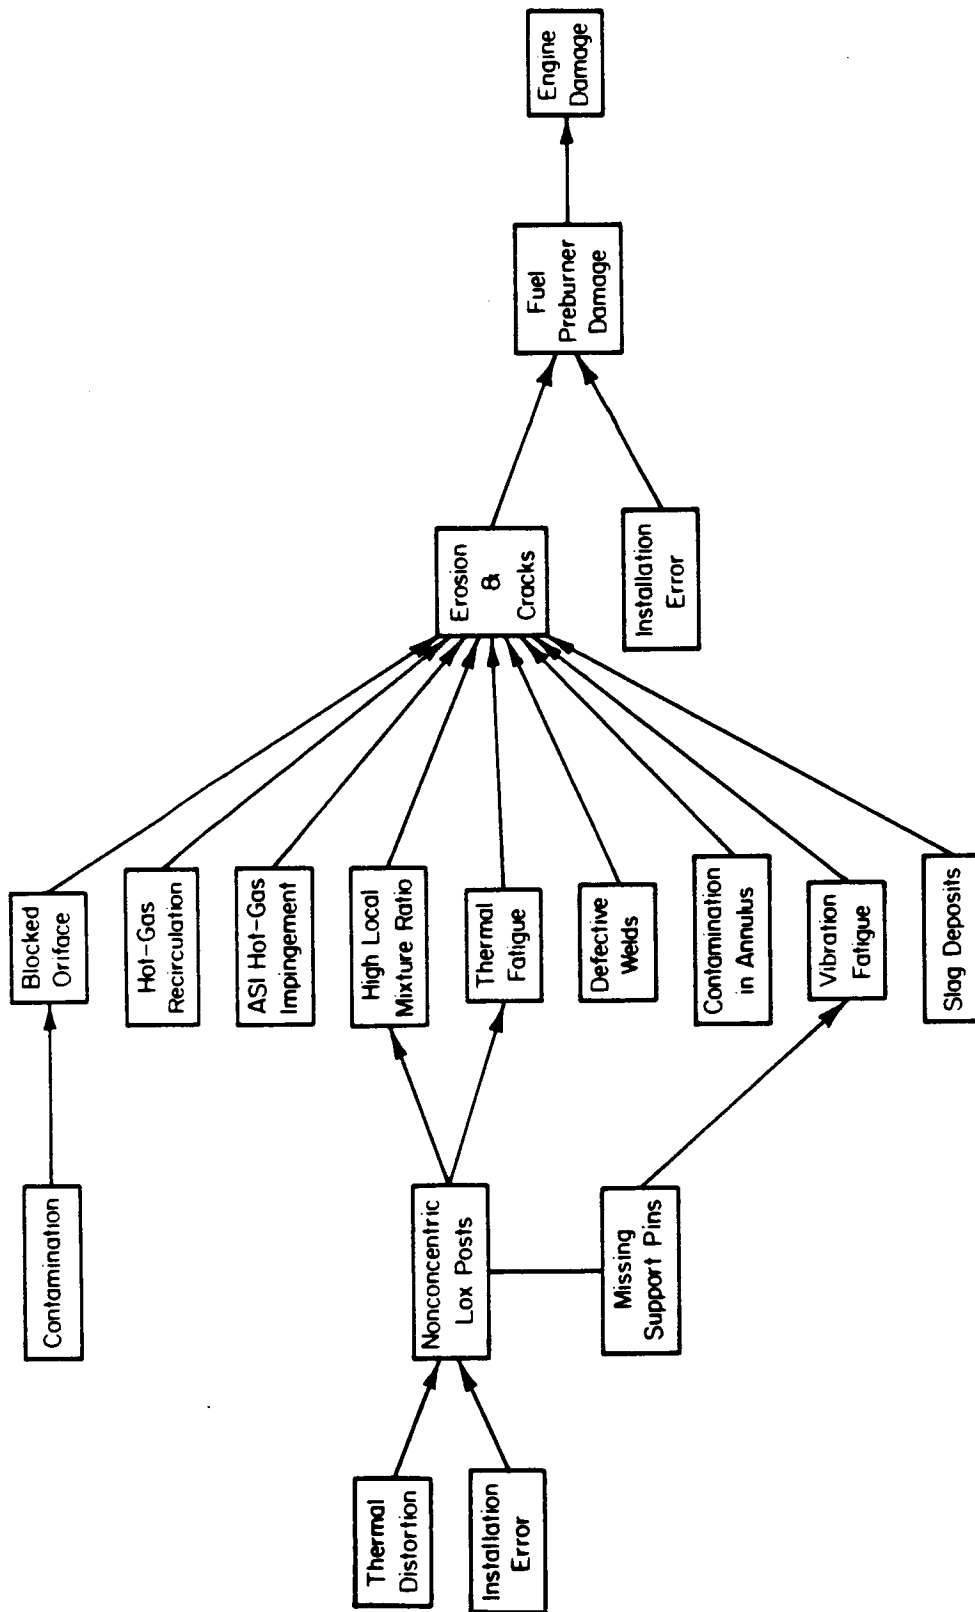 Contamination
Thermal
Distortion
Installation
Error
Nonconcentric
Lox Posts
Missing
Support Pins
Blocked
Oriface
Hot-Gas
Recirculation
ASI Hot-Gas
Impingement
High Local
Mixture Ratio
Thermal
Fatigue
Defective
Welds
Contamination
in Annulus
Vibration
Fatigue
Slag Deposits
Erosion
&
Cracks
Installation
Error
Fuel
Preburner
Damage
Engine
Damage